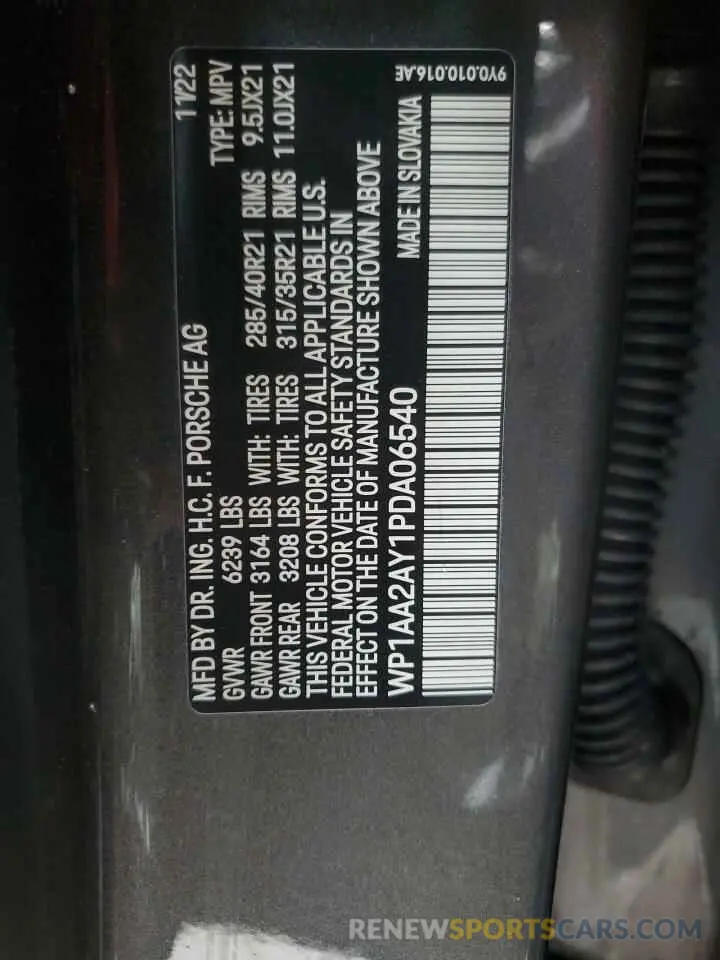 MFD BY DR. ING. H.C. F. PORSCHE AG 11/22
GVWR 6239 LBS TYPE: MPV
GAWR FRONT 3164 LBS WITH: TIRES 285/40R21 RIMS 9.5JX21
GAWR REAR 3208 LBS WITH: TIRES 315/35R21 RIMS 11.0JX21
THIS VEHICLE CONFORMS TO ALL APPLICABLE U.S.
FEDERAL MOTOR VEHICLE SAFETY STANDARDS IN
EFFECT ON THE DATE OF MANUFACTURE SHOWN ABOVE
WP1AA2AY1PDA06540 MADE IN SLOVAKIA
9Y0.010.016.AE
RENEWSPORTSCARS.COM